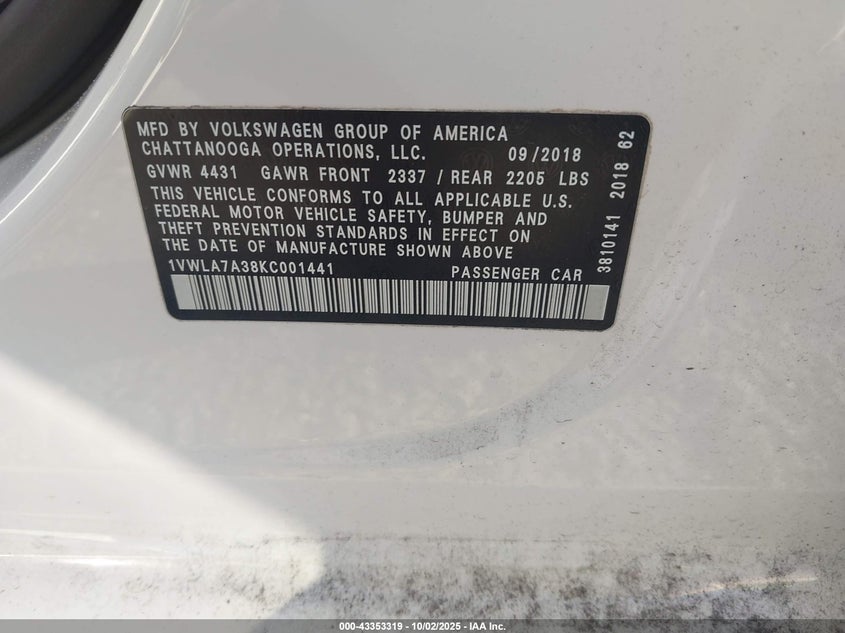 MFD BY VOLKSWAGEN GROUP OF AMERICA
CHATTANOOGA OPERATIONS, LLC. 09/2018
GVWR 4431 GAWR FRONT 2337 / REAR 2205 LBS
THIS VEHICLE CONFORMS TO ALL APPLICABLE U.S.
FEDERAL MOTOR VEHICLE SAFETY, BUMPER AND
THEFT PREVENTION STANDARDS IN EFFECT ON
THE DATE OF MANUFACTURE SHOWN ABOVE
1VWLA7A38KC001441 PASSENGER CAR
3810141 2018 62
000-43353319 - 10/02/2025 - IAA Inc.